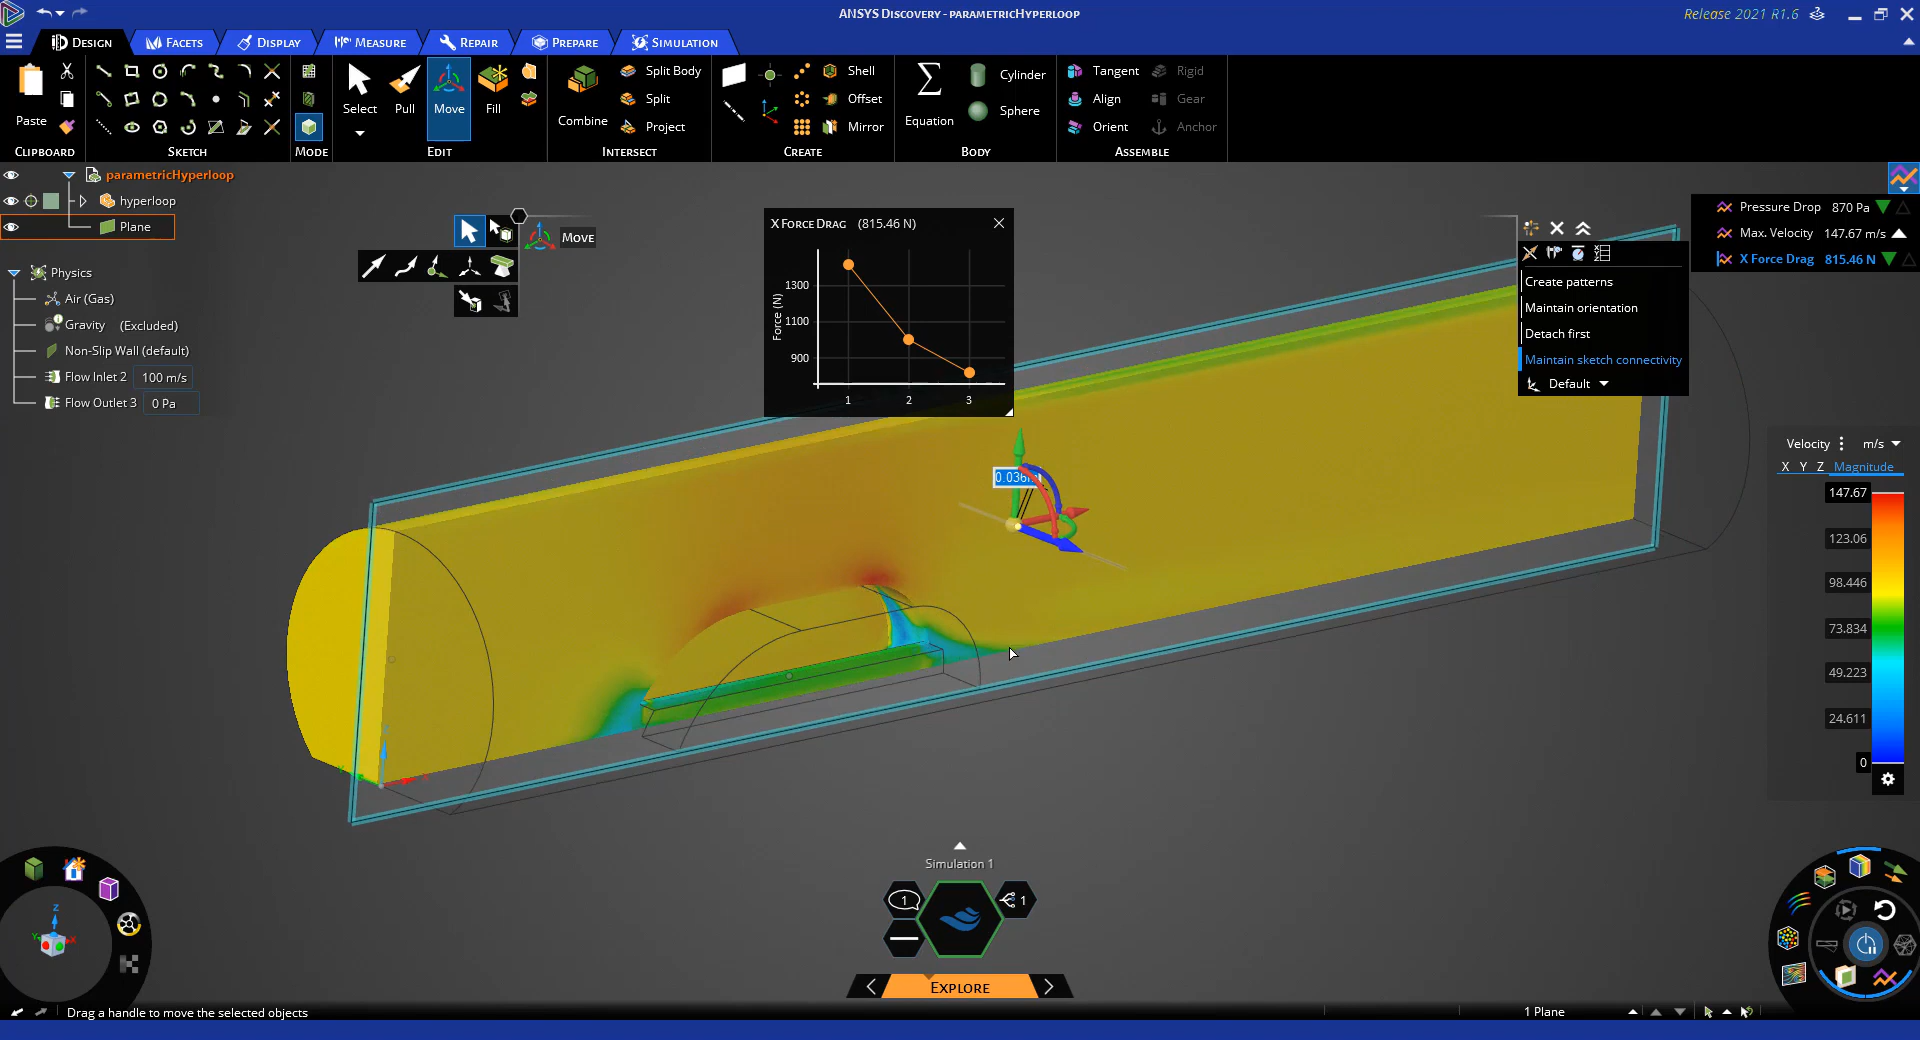 ANSYS Discovery - parametricHyperloop
Release 2021 R1.6
Design
Facets
Display
Measure
Repair
Prepare
Simulation
Paste
Clipboard
Sketch
Mode
Select
Pull
Move
Fill
Edit
Combine
Split Body
Split
Project
Intersect
Shell
Offset
Mirror
Create
Equation
Cylinder
Sphere
Body
Tangent
Align
Orient
Rigid
Gear
Anchor
Assemble
parametricHyperloop
hyperloop
Plane
Physics
Air (Gas)
Gravity (Excluded)
Non-Slip Wall (default)
Flow Inlet 2 100 m/s
Flow Outlet 3 0 Pa
Move
X Force Drag (815.46 N)
Force (N)
1300
1100
900
1 2 3
Pressure Drop 870 Pa
Max. Velocity 147.67 m/s
X Force Drag 815.46 N
Create patterns
Maintain orientation
Detach first
Maintain sketch connectivity
Default
Velocity m/s
X Y Z Magnitude
147.67
123.06
98.446
73.834
49.223
24.611
0
Simulation 1
1
1
Explore
Z
Y
X
Drag a handle to move the selected objects
1 Plane